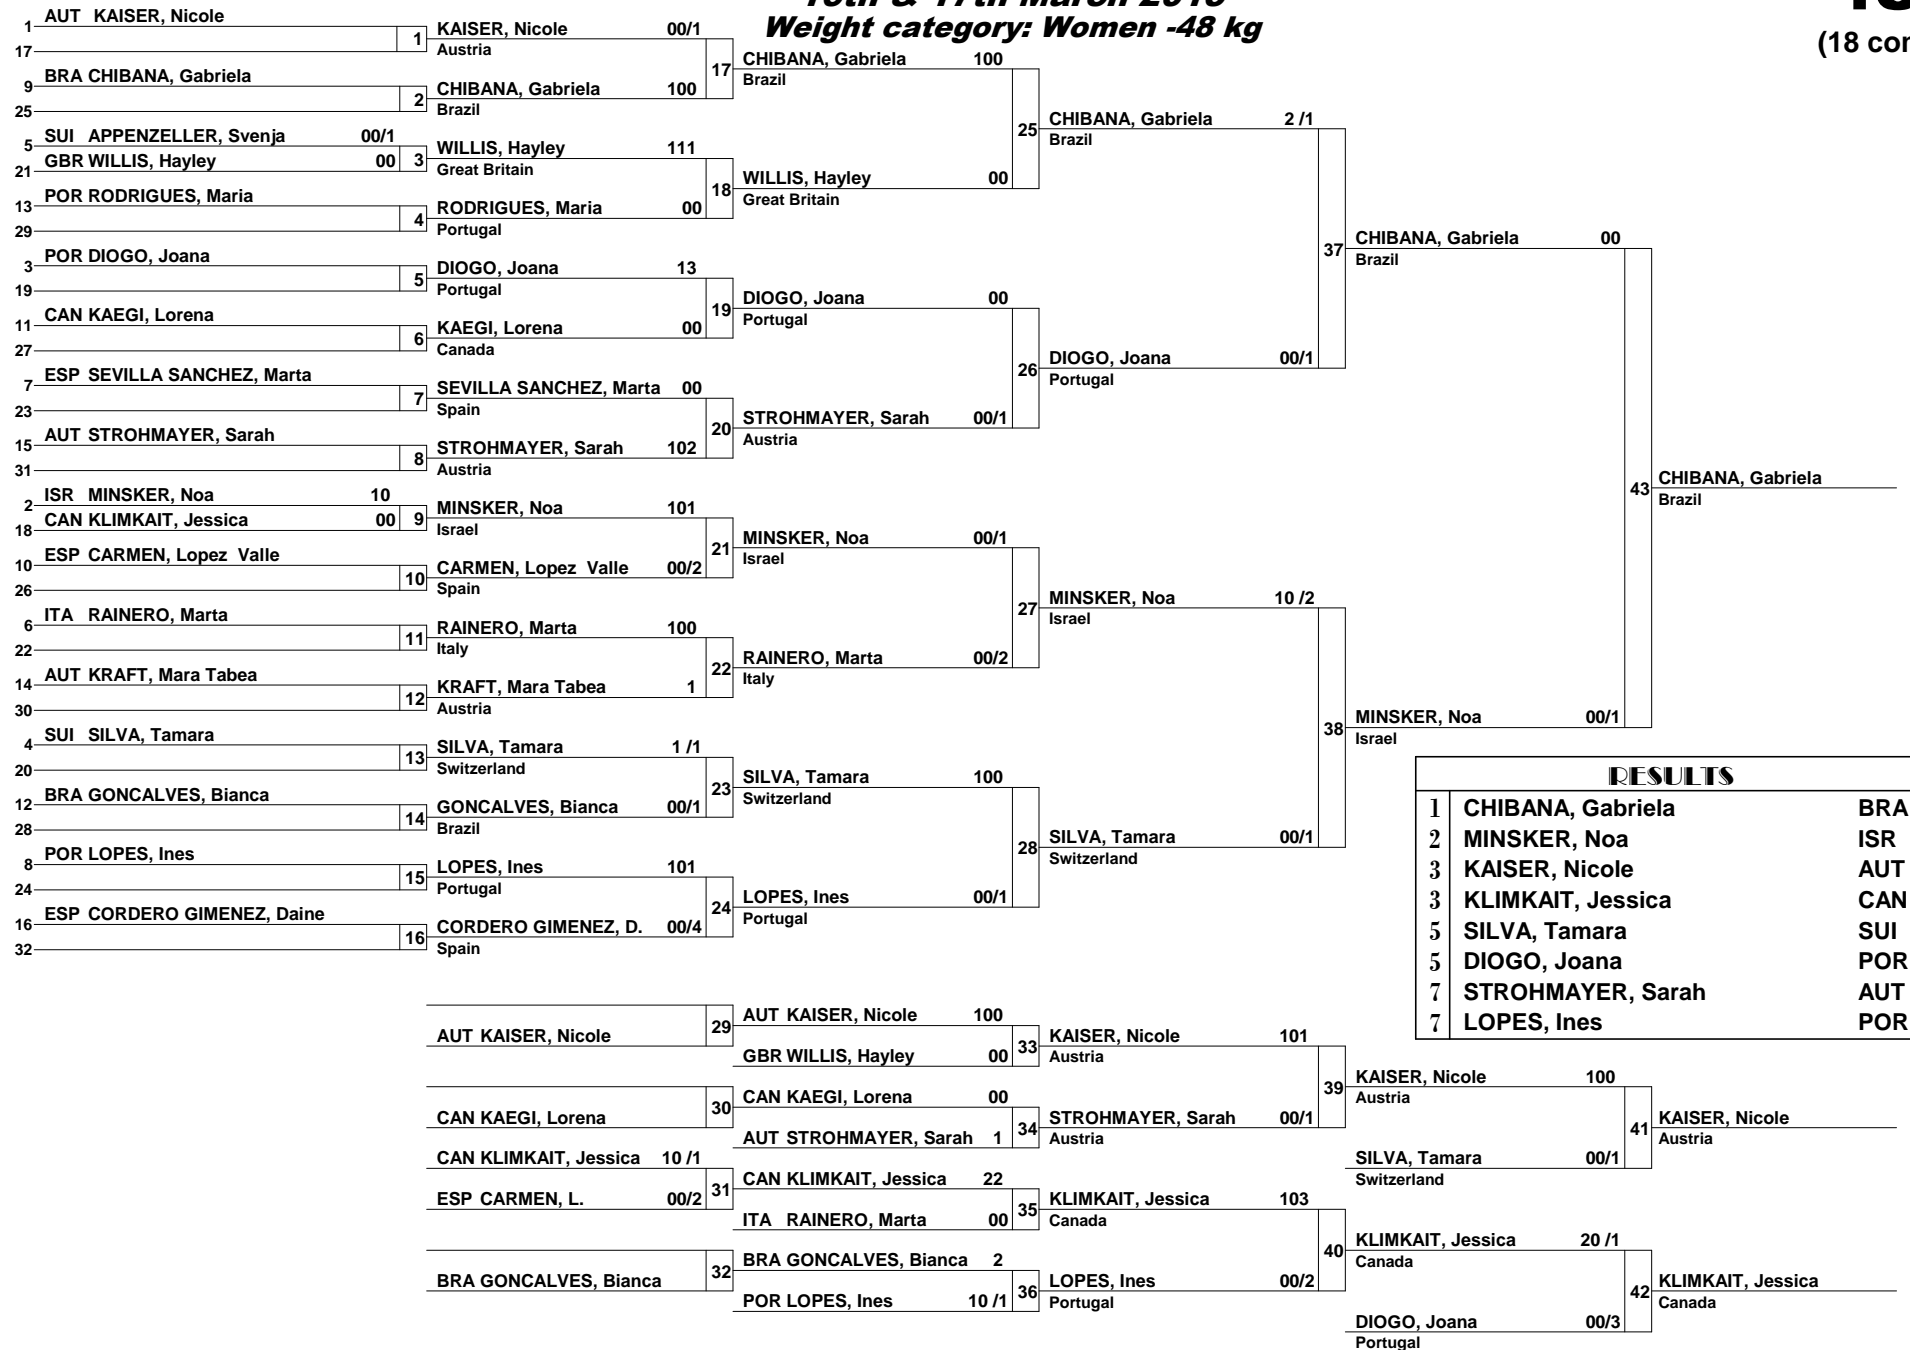 Weight category: Women -48 kg
1 AUT KAISER, Nicole
17
1 KAISER, Nicole 00/1
Austria
9 BRA CHIBANA, Gabriela
25
2 CHIBANA, Gabriela 100
Brazil
5 SUI APPENZELLER, Svenja 00/1
21 GBR WILLIS, Hayley 00
3 WILLIS, Hayley 111
Great Britain
13 POR RODRIGUES, Maria
29
4 RODRIGUES, Maria 00
Portugal
3 POR DIOGO, Joana
19
5 DIOGO, Joana 13
Portugal
11 CAN KAEGI, Lorena
27
6 KAEGI, Lorena 00
Canada
7 ESP SEVILLA SANCHEZ, Marta
23
7 SEVILLA SANCHEZ, Marta 00
Spain
15 AUT STROHMAYER, Sarah
31
8 STROHMAYER, Sarah 102
Austria
2 ISR MINSKER, Noa 10
18 CAN KLIMKAIT, Jessica 00
9 MINSKER, Noa 101
Israel
10 ESP CARMEN, Lopez Valle
26
10 CARMEN, Lopez Valle 00/2
Spain
6 ITA RAINERO, Marta
22
11 RAINERO, Marta 100
Italy
14 AUT KRAFT, Mara Tabea
30
12 KRAFT, Mara Tabea 1
Austria
4 SUI SILVA, Tamara
20
13 SILVA, Tamara 1 /1
Switzerland
12 BRA GONCALVES, Bianca
28
14 GONCALVES, Bianca 00/1
Brazil
8 POR LOPES, Ines
24
15 LOPES, Ines 101
Portugal
16 ESP CORDERO GIMENEZ, Daine
32
16 CORDERO GIMENEZ, D. 00/4
Spain
17 CHIBANA, Gabriela 100
Brazil
18 WILLIS, Hayley 00
Great Britain
19 DIOGO, Joana 00
Portugal
20 STROHMAYER, Sarah 00/1
Austria
21 MINSKER, Noa 00/1
Israel
22 RAINERO, Marta 00/2
Italy
23 SILVA, Tamara 100
Switzerland
24 LOPES, Ines 00/1
Portugal
25 CHIBANA, Gabriela 2 /1
Brazil
26 DIOGO, Joana 00/1
Portugal
27 MINSKER, Noa 10 /2
Israel
28 SILVA, Tamara 00/1
Switzerland
37 CHIBANA, Gabriela 00
Brazil
38 MINSKER, Noa 00/1
Israel
43 CHIBANA, Gabriela
Brazil
RESULTS
1 CHIBANA, Gabriela BRA
2 MINSKER, Noa ISR
3 KAISER, Nicole AUT
3 KLIMKAIT, Jessica CAN
5 SILVA, Tamara SUI
5 DIOGO, Joana POR
7 STROHMAYER, Sarah AUT
7 LOPES, Ines POR
AUT KAISER, Nicole
29 AUT KAISER, Nicole 100
GBR WILLIS, Hayley 00
CAN KAEGI, Lorena
30 CAN KAEGI, Lorena 00
AUT STROHMAYER, Sarah 1
CAN KLIMKAIT, Jessica 10 /1
ESP CARMEN, L. 00/2
31 CAN KLIMKAIT, Jessica 22
ITA RAINERO, Marta 00
BRA GONCALVES, Bianca
32 BRA GONCALVES, Bianca 2
POR LOPES, Ines 10 /1
33 KAISER, Nicole 101
Austria
34 STROHMAYER, Sarah 00/1
Austria
35 KLIMKAIT, Jessica 103
Canada
36 LOPES, Ines 00/2
Portugal
39 KAISER, Nicole 100
Austria
SILVA, Tamara 00/1
Switzerland
40 KLIMKAIT, Jessica 20 /1
Canada
DIOGO, Joana 00/3
Portugal
41 KAISER, Nicole
Austria
42 KLIMKAIT, Jessica
Canada